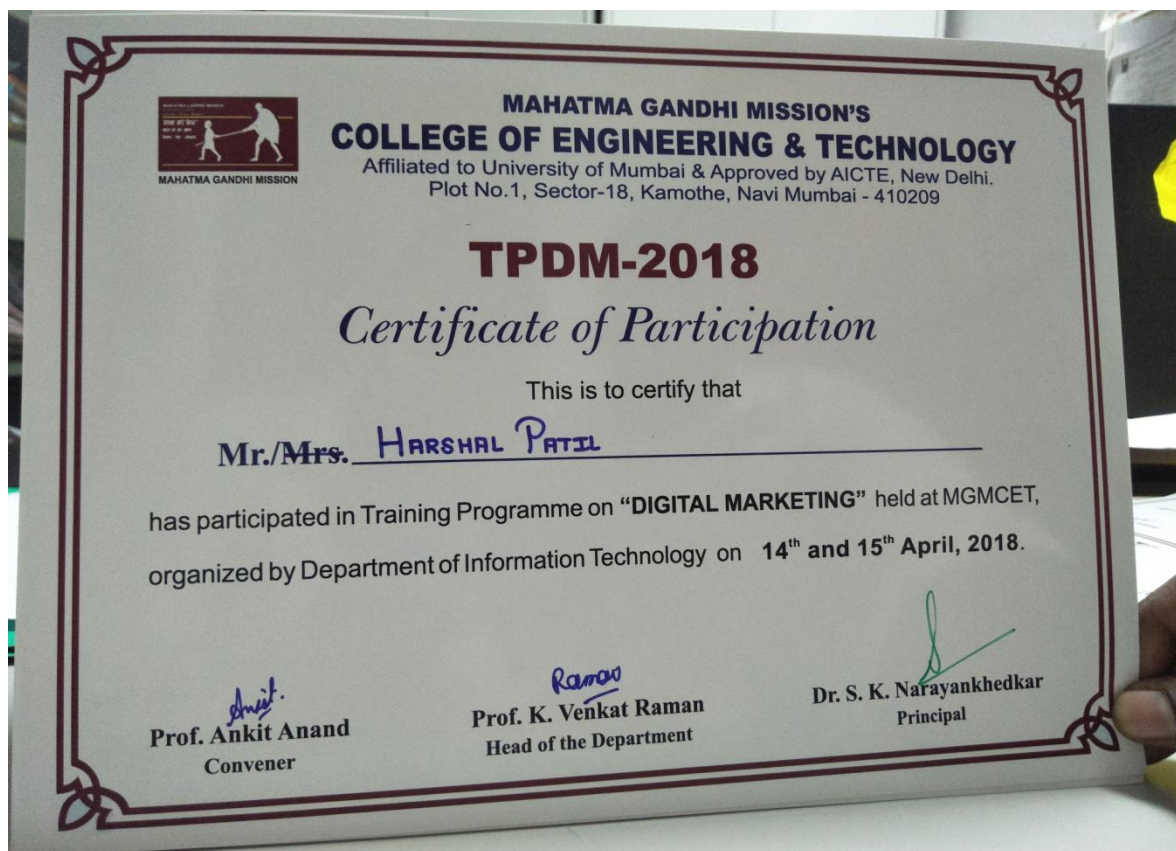 MAHATMA GANDHI MISSION
MAHATMA GANDHI MISSION'S
COLLEGE OF ENGINEERING & TECHNOLOGY
Affiliated to University of Mumbai & Approved by AICTE, New Delhi.
Plot No.1, Sector-18, Kamothe, Navi Mumbai - 410209
TPDM-2018
Certificate of Participation
This is to certify that
Mr./Mrs. HARSHAL PATIL
has participated in Training Programme on "DIGITAL MARKETING" held at MGMCET,
organized by Department of Information Technology on 14th and 15th April, 2018.
Prof. Ankit Anand
Convener
Raman
Prof. K. Venkat Raman
Head of the Department
Dr. S. K. Narayankhedkar
Principal